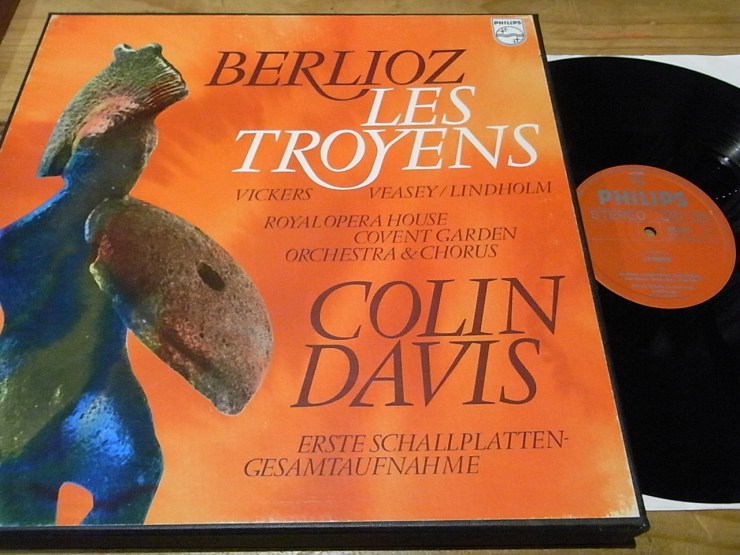 PHILIPS
BERLIOZ
LES
TROYENS
VICKERS VEASEY/LINDHOLM
ROYAL OPERA HOUSE
COVENT GARDEN
ORCHESTRA & CHORUS
COLIN
DAVIS
ERSTE SCHALLPLATTEN-
GESAMTAUFNAHME
PHILIPS
STEREO